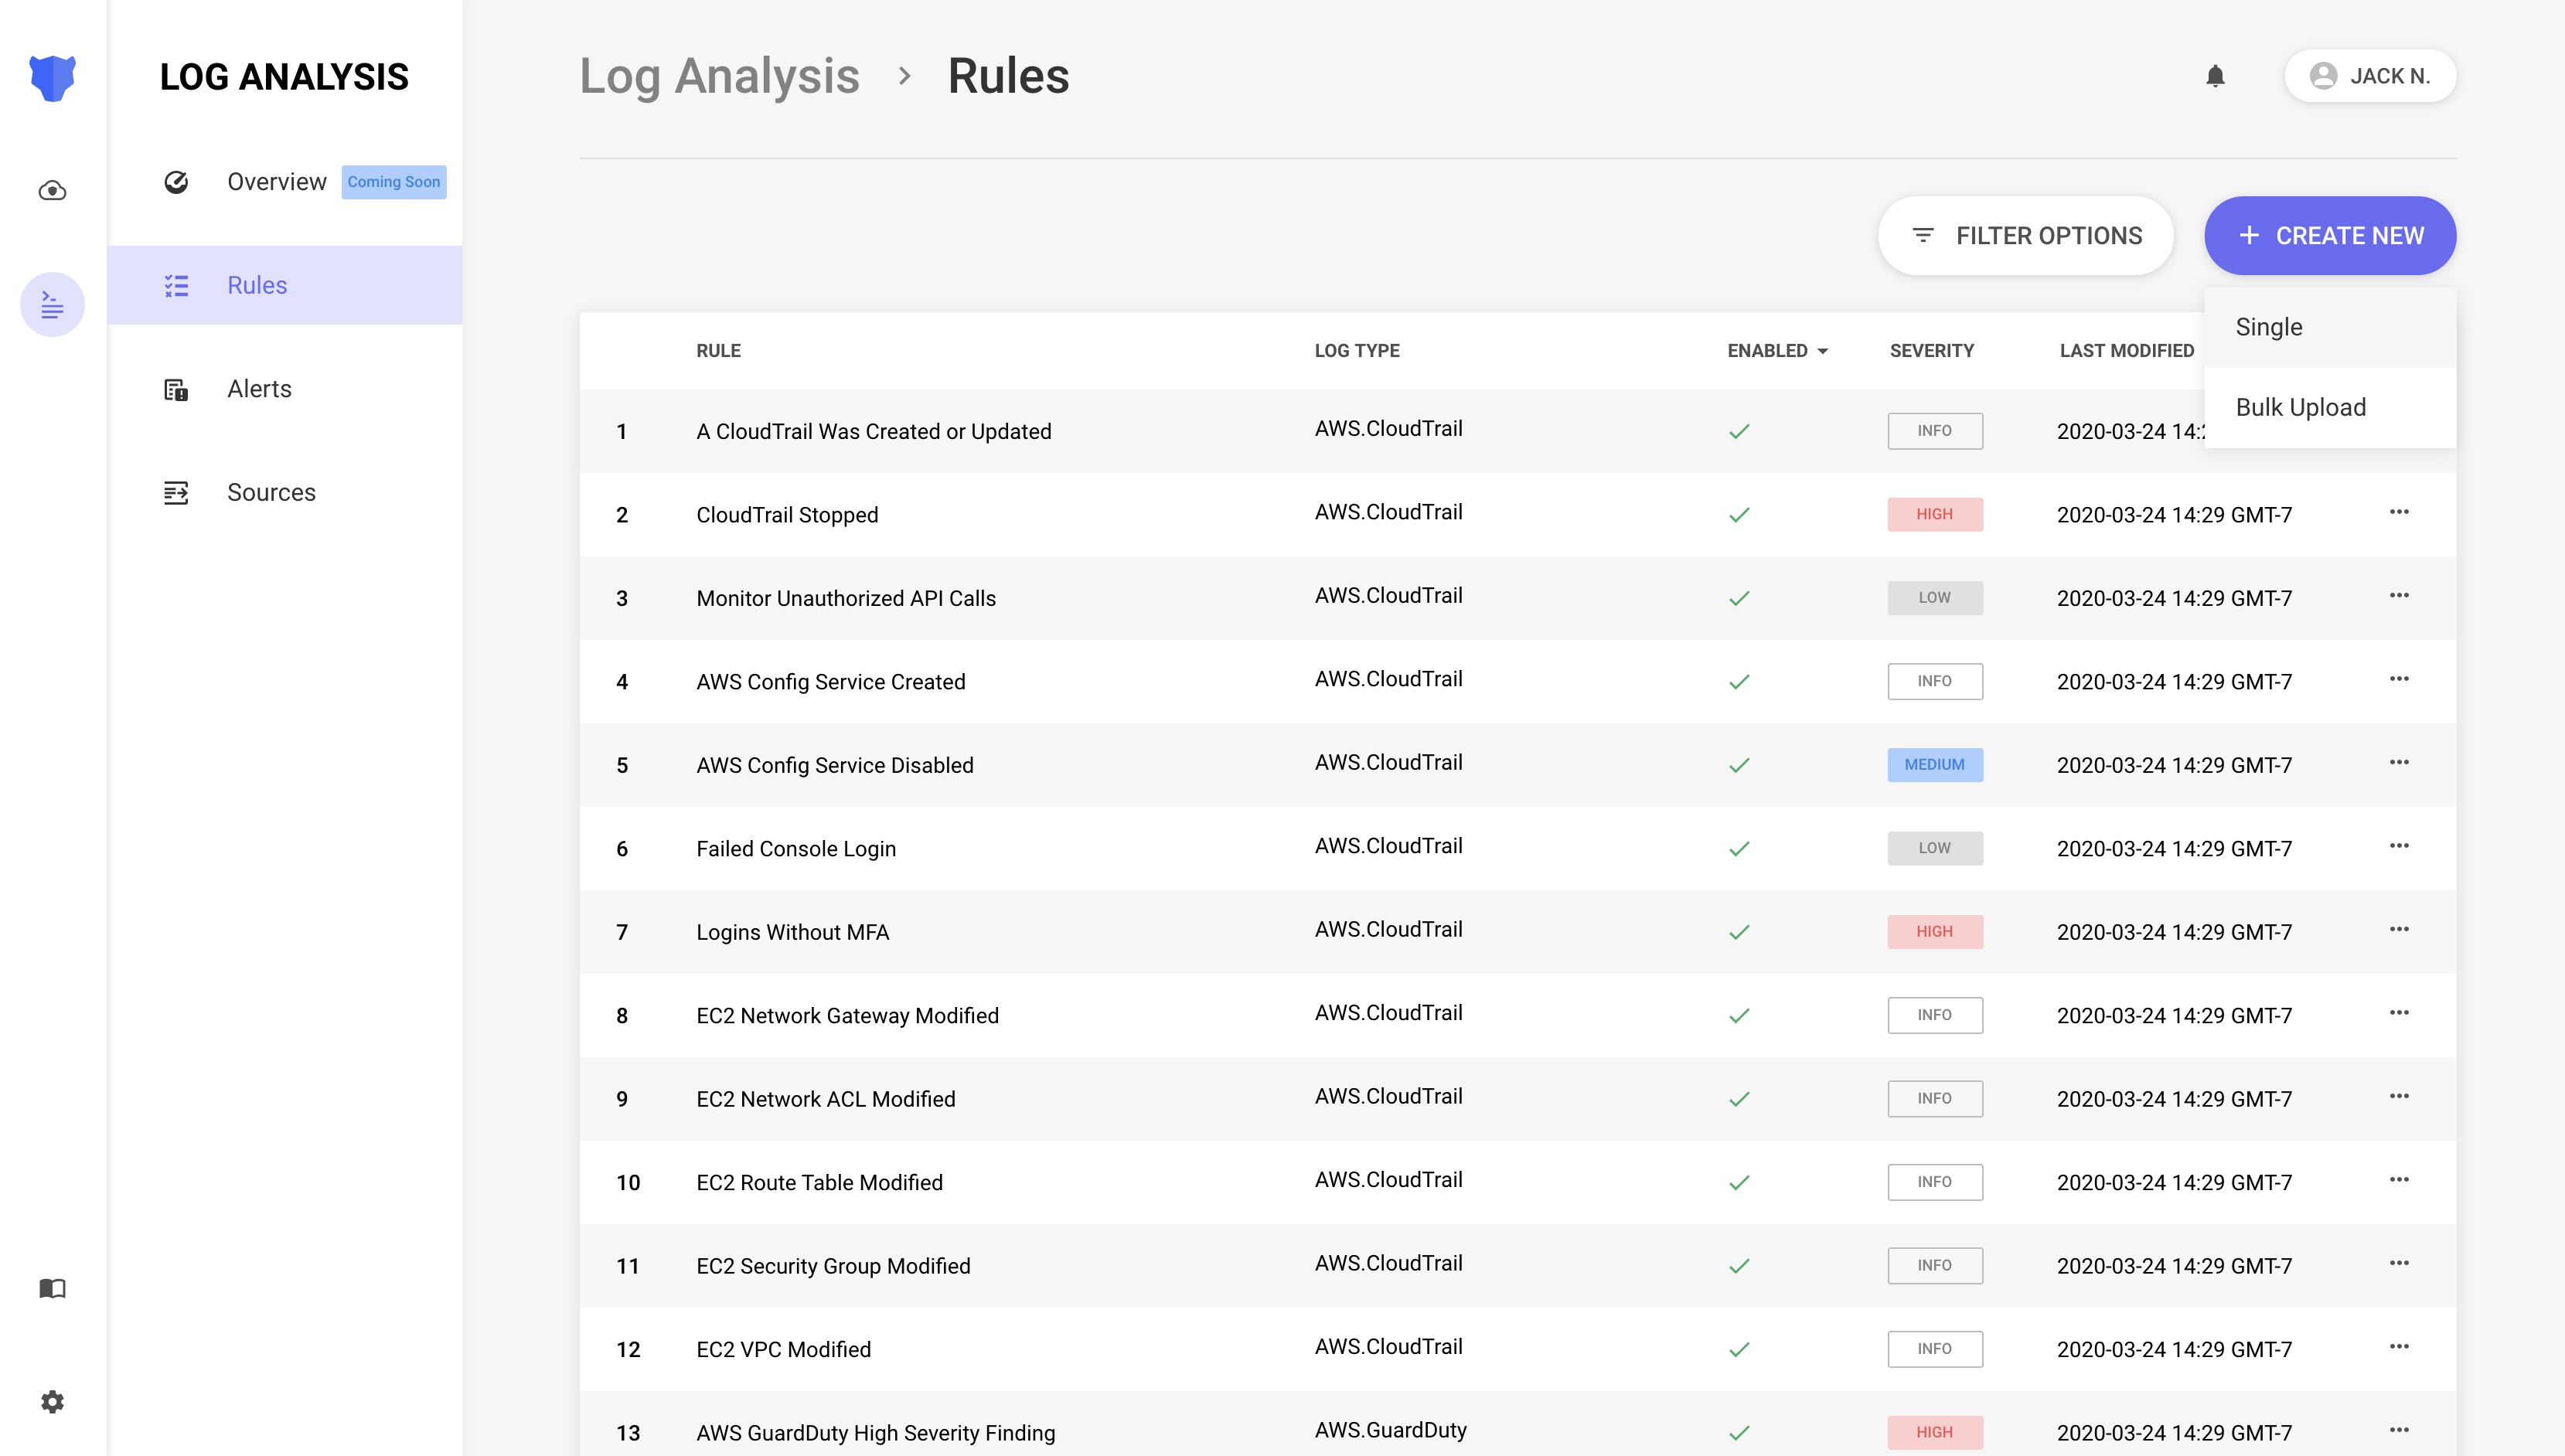 LOG ANALYSIS
Overview Coming Soon
Rules
Alerts
Sources
Log Analysis > Rules
JACK N.
FILTER OPTIONS
+ CREATE NEW
Single
Bulk Upload
RULE LOG TYPE ENABLED SEVERITY LAST MODIFIED
1 A CloudTrail Was Created or Updated AWS.CloudTrail INFO 2020-03-24 14:2
2 CloudTrail Stopped AWS.CloudTrail HIGH 2020-03-24 14:29 GMT-7
3 Monitor Unauthorized API Calls AWS.CloudTrail LOW 2020-03-24 14:29 GMT-7
4 AWS Config Service Created AWS.CloudTrail INFO 2020-03-24 14:29 GMT-7
5 AWS Config Service Disabled AWS.CloudTrail MEDIUM 2020-03-24 14:29 GMT-7
6 Failed Console Login AWS.CloudTrail LOW 2020-03-24 14:29 GMT-7
7 Logins Without MFA AWS.CloudTrail HIGH 2020-03-24 14:29 GMT-7
8 EC2 Network Gateway Modified AWS.CloudTrail INFO 2020-03-24 14:29 GMT-7
9 EC2 Network ACL Modified AWS.CloudTrail INFO 2020-03-24 14:29 GMT-7
10 EC2 Route Table Modified AWS.CloudTrail INFO 2020-03-24 14:29 GMT-7
11 EC2 Security Group Modified AWS.CloudTrail INFO 2020-03-24 14:29 GMT-7
12 EC2 VPC Modified AWS.CloudTrail INFO 2020-03-24 14:29 GMT-7
13 AWS GuardDuty High Severity Finding AWS.GuardDuty HIGH 2020-03-24 14:29 GMT-7